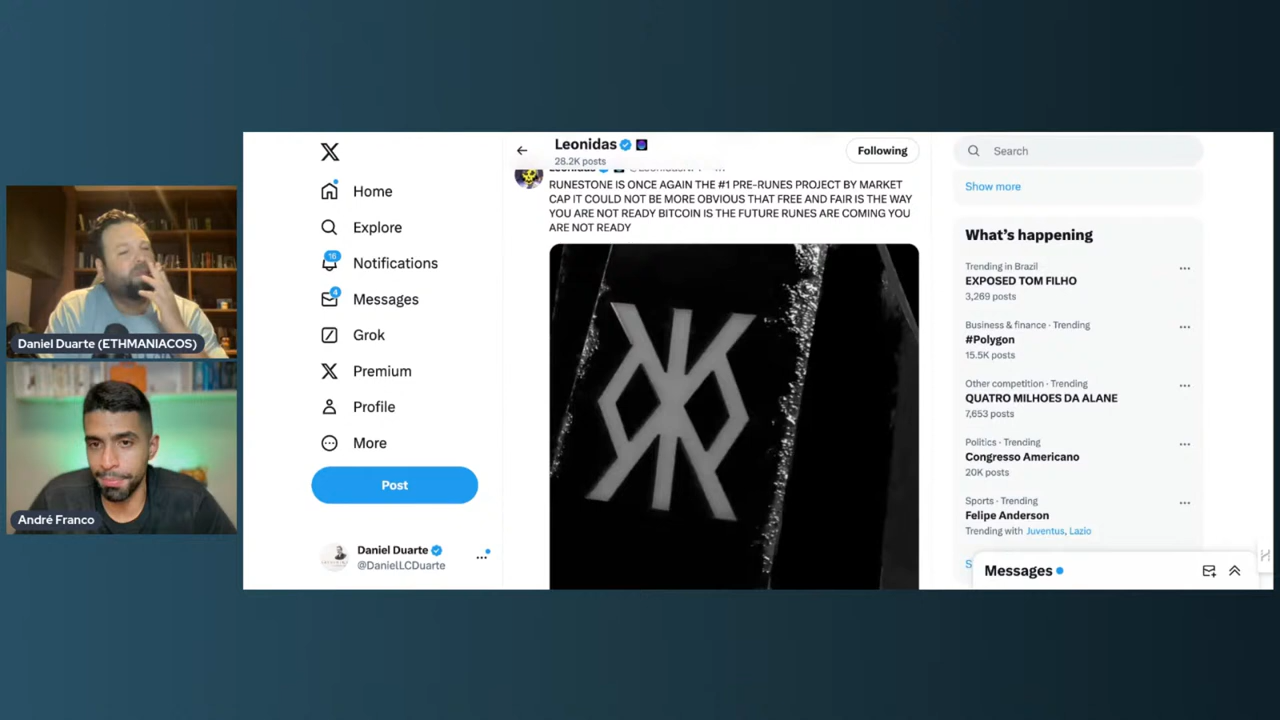 Daniel Duarte (ETHMANIACOS)
André Franco
Home
Explore
16
Notifications
4
Messages
Grok
Premium
Profile
More
Post
Daniel Duarte
@DanielLCDuarte
Leonidas
28.2K posts
Following
RUNESTONE IS ONCE AGAIN THE #1 PRE-RUNES PROJECT BY MARKET
CAP IT COULD NOT BE MORE OBVIOUS THAT FREE AND FAIR IS THE WAY
YOU ARE NOT READY BITCOIN IS THE FUTURE RUNES ARE COMING YOU
ARE NOT READY
Search
Show more
What's happening
Trending in Brazil
EXPOSED TOM FILHO
3,269 posts
Business & finance · Trending
#Polygon
15.5K posts
Other competition · Trending
QUATRO MILHOES DA ALANE
7,653 posts
Politics · Trending
Congresso Americano
20K posts
Sports · Trending
Felipe Anderson
Trending with Juventus, Lazio
Messages